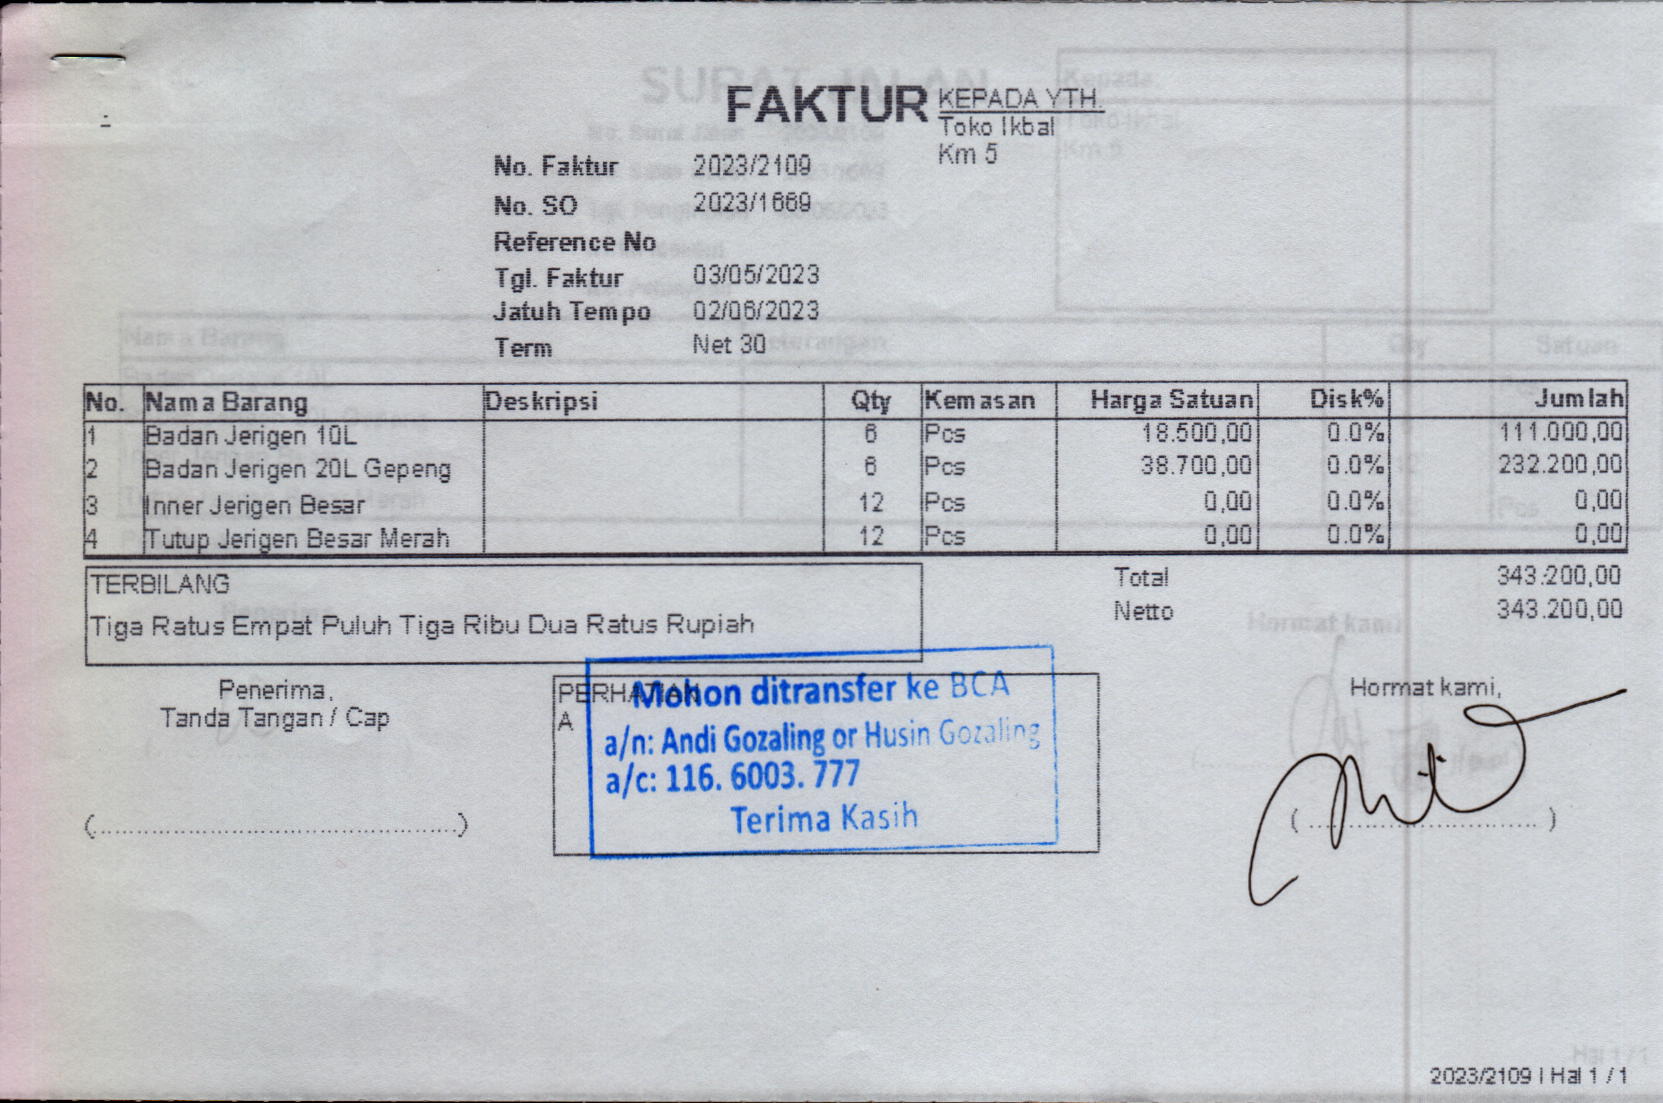 FAKTUR
KEPADA YTH.
Toko Ikbal
Km 5
No. Faktur 2023/2109
No. SO 2023/1669
Reference No
Tgl. Faktur 03/05/2023
Jatuh Tempo 02/06/2023
Term Net 30
No. Nama Barang Deskripsi Qty Kemasan Harga Satuan Disk% Jumlah
1 Badan Jerigen 10L 6 Pcs 18.500,00 0.0% 111.000,00
2 Badan Jerigen 20L Gepeng 6 Pcs 38.700,00 0.0% 232.200,00
3 Inner Jerigen Besar 12 Pcs 0,00 0.0% 0,00
4 Tutup Jerigen Besar Merah 12 Pcs 0,00 0.0% 0,00
TERBILANG
Tiga Ratus Empat Puluh Tiga Ribu Dua Ratus Rupiah
Total 343.200,00
Netto 343.200,00
Penerima,
Tanda Tangan / Cap
(..............................................)
PERHATIAN
A
Mohon ditransfer ke BCA
a/n: Andi Gozaling or Husin Gozaling
a/c: 116. 6003. 777
Terima Kasih
Hormat kami,
( .............................. )
2023/2109 | Hal 1 / 1